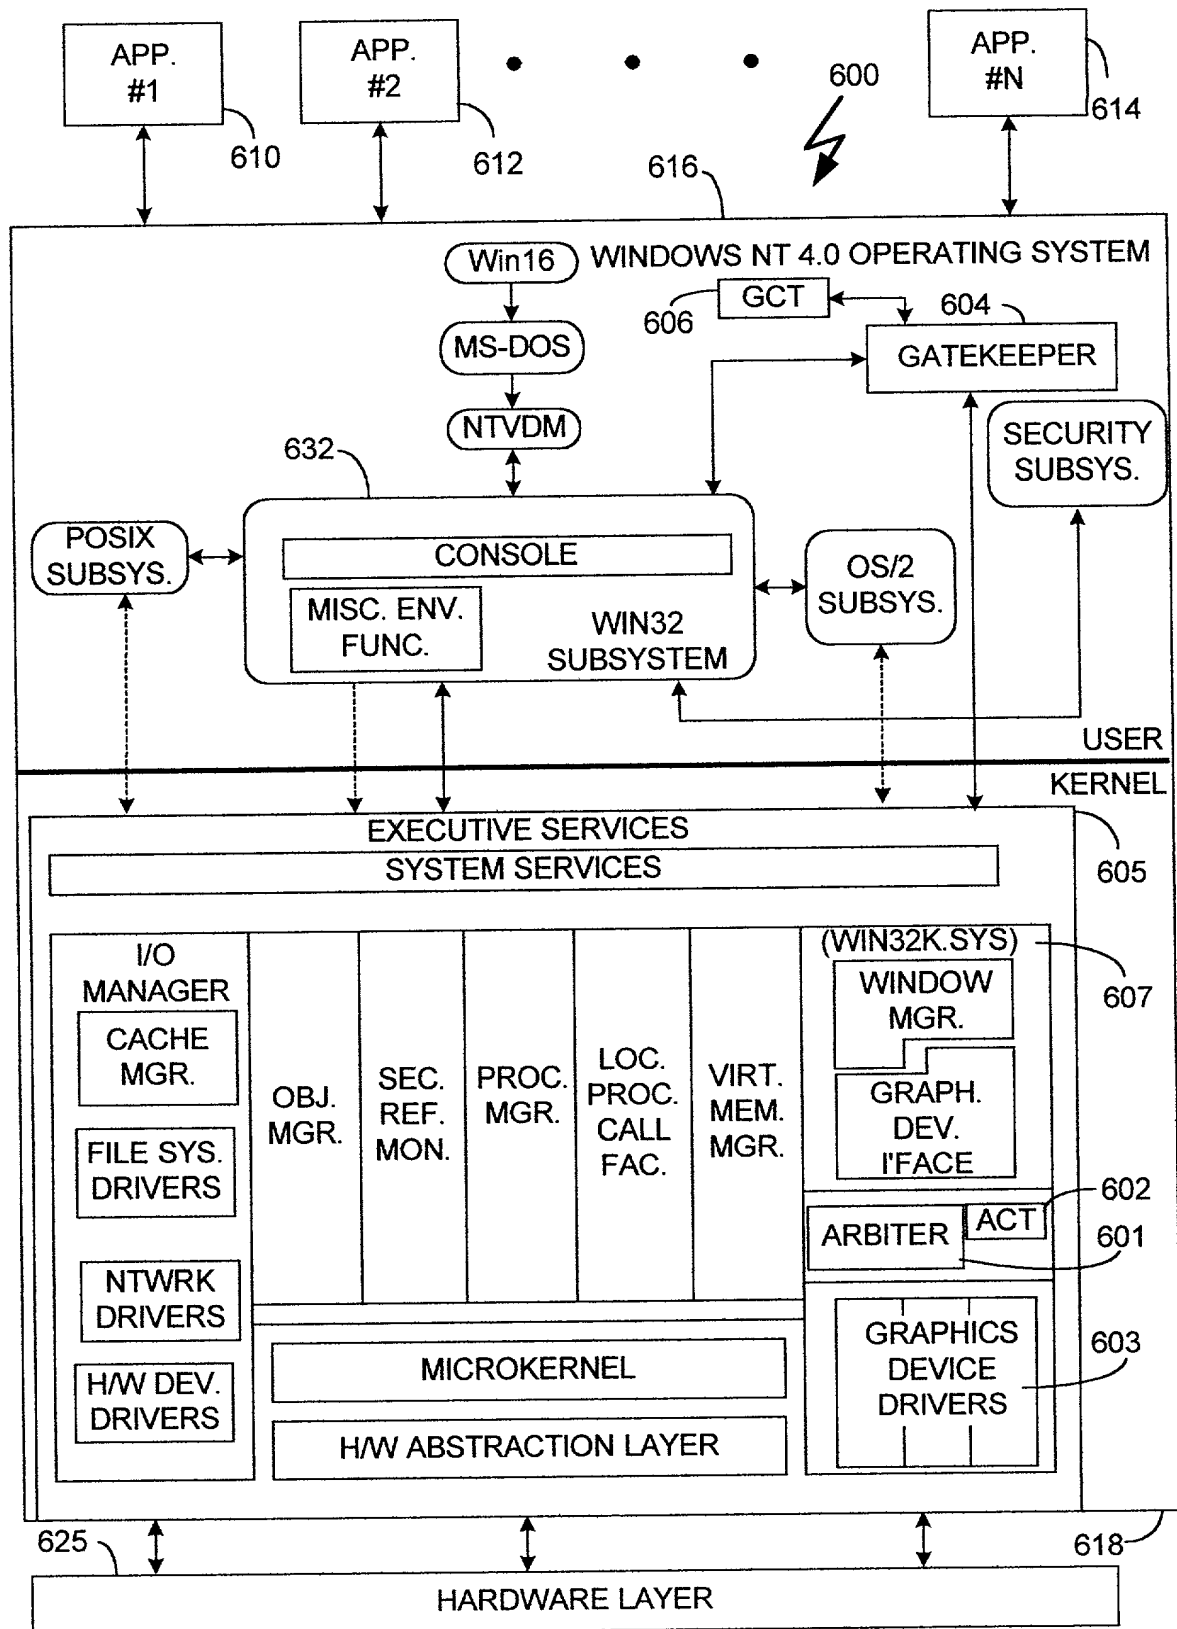 APP.
#1
APP.
#2
APP.
#N
600
614
610
612
616
Win16
WINDOWS NT 4.0 OPERATING SYSTEM
GCT
606
604
MS-DOS
GATEKEEPER
NTVDM
632
SECURITY
SUBSYS.
POSIX
SUBSYS.
CONSOLE
OS/2
SUBSYS.
MISC. ENV.
FUNC.
WIN32
SUBSYSTEM
USER
KERNEL
EXECUTIVE SERVICES
SYSTEM SERVICES
605
I/O
MANAGER
CACHE
MGR.
FILE SYS.
DRIVERS
NTWRK
DRIVERS
H/W DEV.
DRIVERS
OBJ.
MGR.
SEC.
REF.
MON.
PROC.
MGR.
LOC.
PROC.
CALL
FAC.
VIRT.
MEM.
MGR.
(WIN32K.SYS)
607
WINDOW
MGR.
GRAPH.
DEV.
I'FACE
602
ARBITER
ACT
601
GRAPHICS
DEVICE
DRIVERS
603
MICROKERNEL
H/W ABSTRACTION LAYER
625
618
HARDWARE LAYER